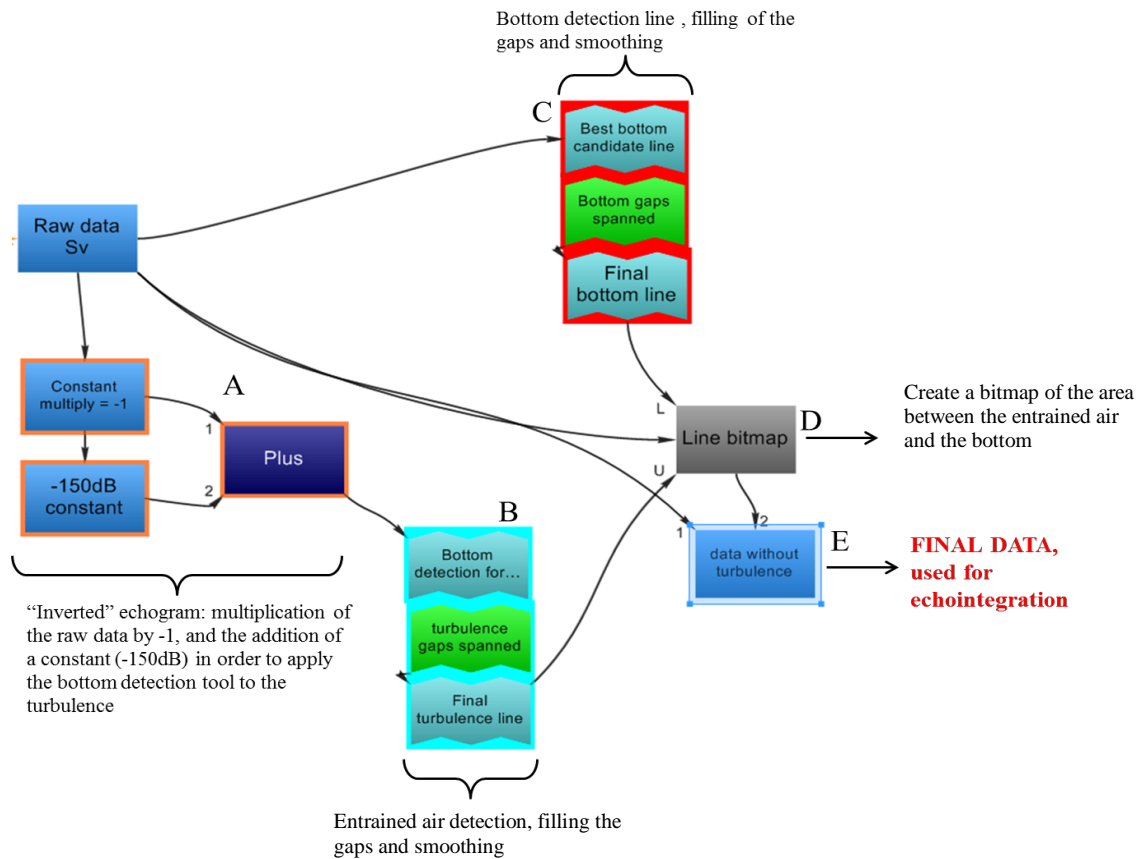 Bottom detection line , filling of the
gaps and smoothing
C
Best bottom
candidate line
Bottom gaps
spanned
Final
bottom line
Raw data
Sv
Constant
multiply = -1
-150dB
constant
A
1
2
Plus
"Inverted" echogram: multiplication of
the raw data by -1, and the addition of
a constant (-150dB) in order to apply
the bottom detection tool to the
turbulence
B
Bottom
detection for...
turbulence
gaps spanned
Final
turbulence line
Entrained air detection, filling the
gaps and smoothing
L
U
Line bitmap
D
Create a bitmap of the area
between the entrained air
and the bottom
1
2
data without
turbulence
E
FINAL DATA,
used for
echointegration